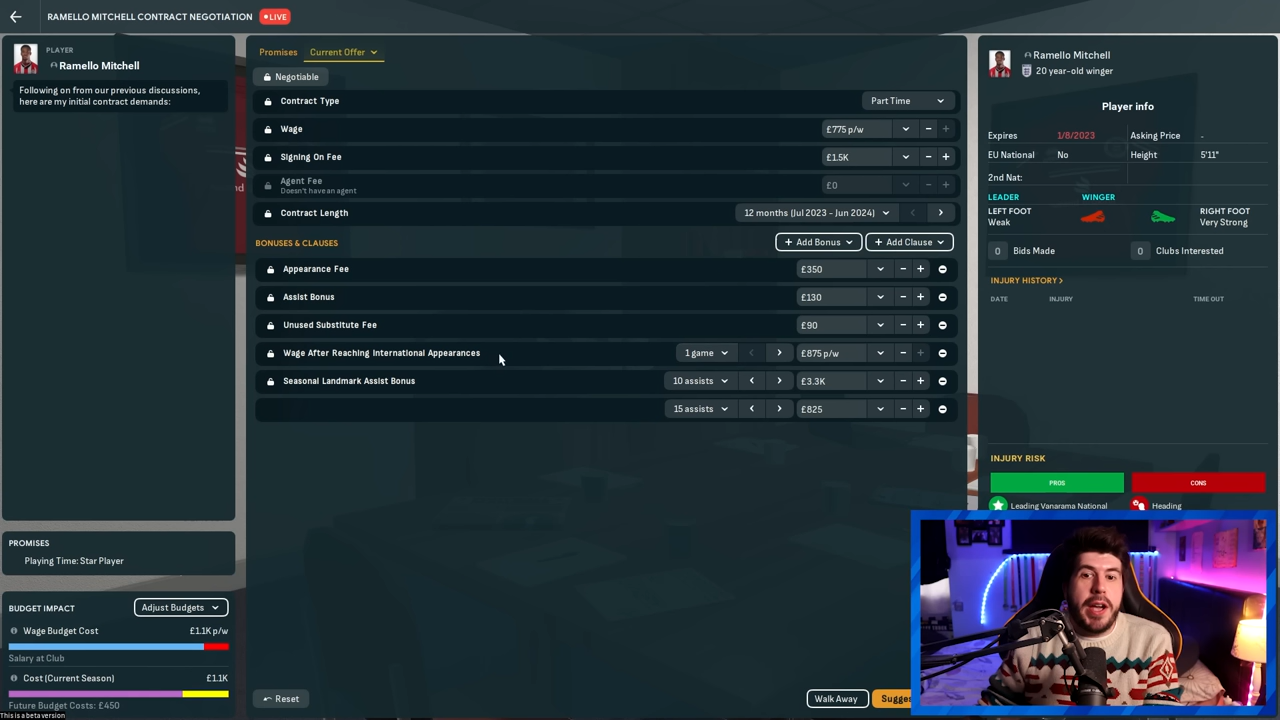 RAMELLO MITCHELL CONTRACT NEGOTIATION
LIVE
PLAYER
Ramello Mitchell
Following on from our previous discussions,
here are my initial contract demands:
PROMISES
Playing Time: Star Player
BUDGET IMPACT
Adjust Budgets
Wage Budget Cost £1.1K p/w
Salary at Club
Cost (Current Season) £1.1K
Future Budget Costs: £450
This is a beta version
Promises Current Offer
Negotiable
Contract Type Part Time
Wage £775 p/w
Signing On Fee £1.5K
Agent Fee £0
Doesn't have an agent
Contract Length 12 months (Jul 2023 - Jun 2024)
BONUSES & CLAUSES + Add Bonus + Add Clause
Appearance Fee £350
Assist Bonus £130
Unused Substitute Fee £90
Wage After Reaching International Appearances 1 game £875 p/w
Seasonal Landmark Assist Bonus 10 assists £3.3K
15 assists £825
Reset
Walk Away
Ramello Mitchell
20 year-old winger
Player info
Expires 1/8/2023 Asking Price -
EU National No Height 5'11"
2nd Nat:
LEADER WINGER
LEFT FOOT RIGHT FOOT
Weak Very Strong
0 Bids Made 0 Clubs Interested
INJURY HISTORY >
DATE INJURY TIME OUT
INJURY RISK
PROS CONS
Leading Vanarama National Heading